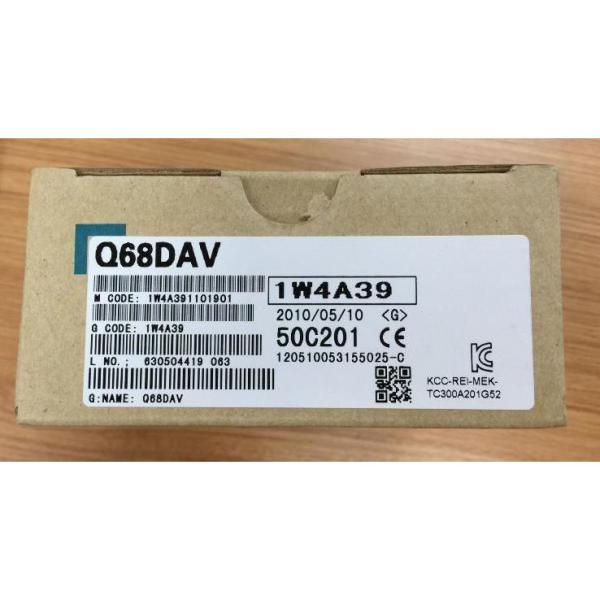 Q68DAV
M CODE: 1W4A391101901
1W4A39
2010/05/10 <G>
G CODE: 1W4A39
50C201 CE
L NO.; 630504419 063
120510053155025-C
G:NAME: Q68DAV
KC
KCC-REI-MEK-
TC300A201G52